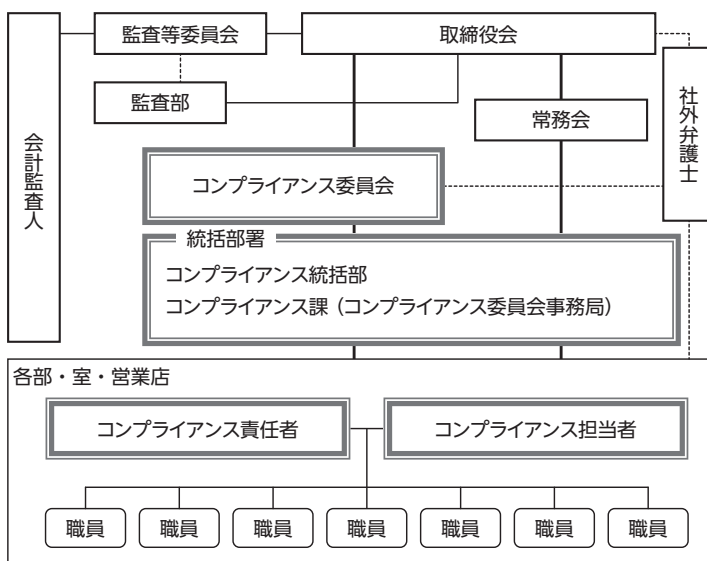 監査等委員会
取締役会
監査部
常務会
社外弁護士
会計監査人
コンプライアンス委員会
統括部署
コンプライアンス統括部
コンプライアンス課（コンプライアンス委員会事務局）
各部・室・営業店
コンプライアンス責任者
コンプライアンス担当者
職員
職員
職員
職員
職員
職員
職員